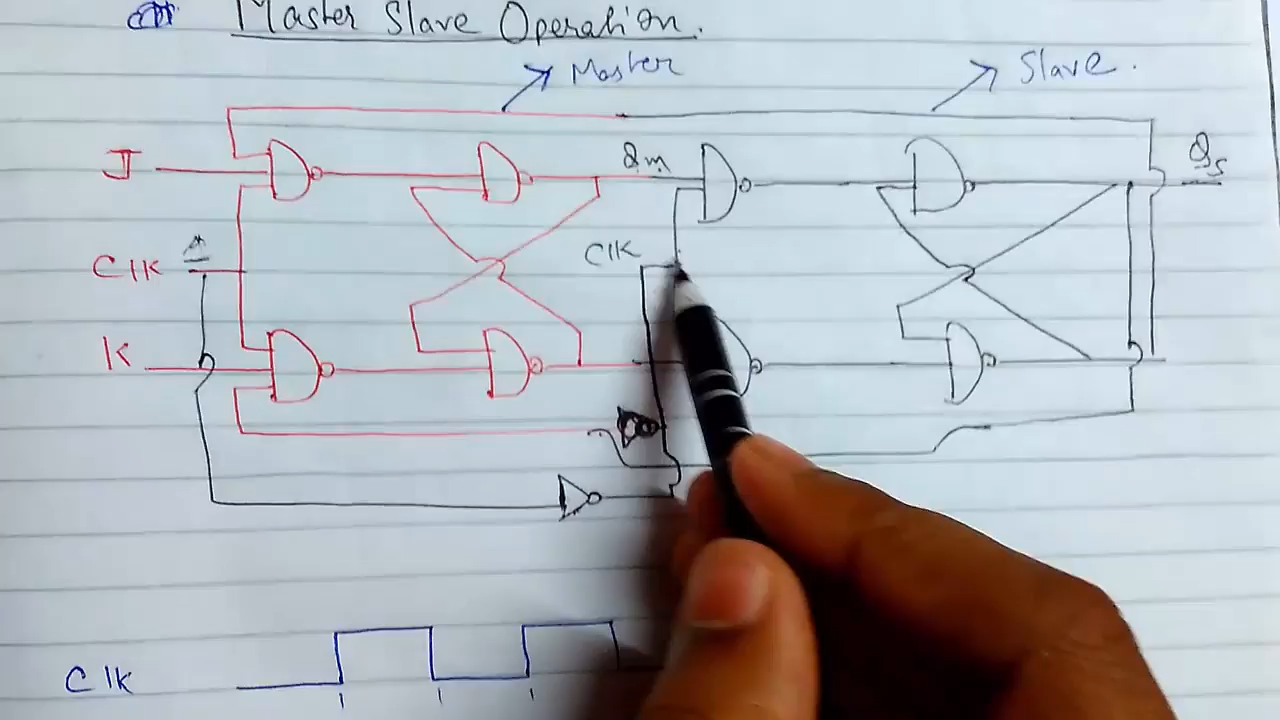 Master Slave Operation.
Master
Slave.
J
Qm
Qs
Clk
Clk
K
Clk